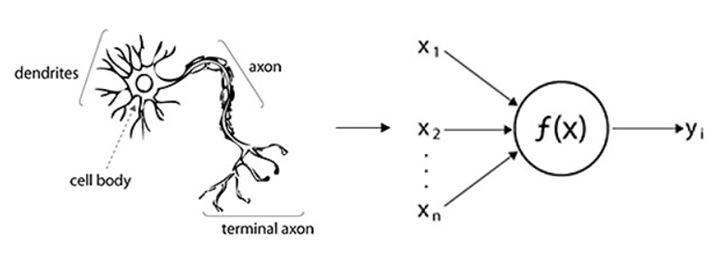 dendrites
axon
cell body
terminal axon
x1
x2
xn
f(x)
yi